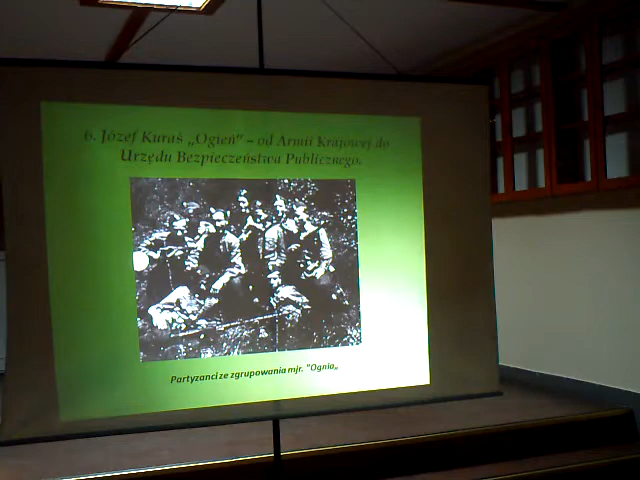 6. Józef Kuraś „Ogień” – od Armii Krajowej do
Urzędu Bezpieczeństwa Publicznego.
Partyzanci ze zgrupowania mjr. "Ognia„